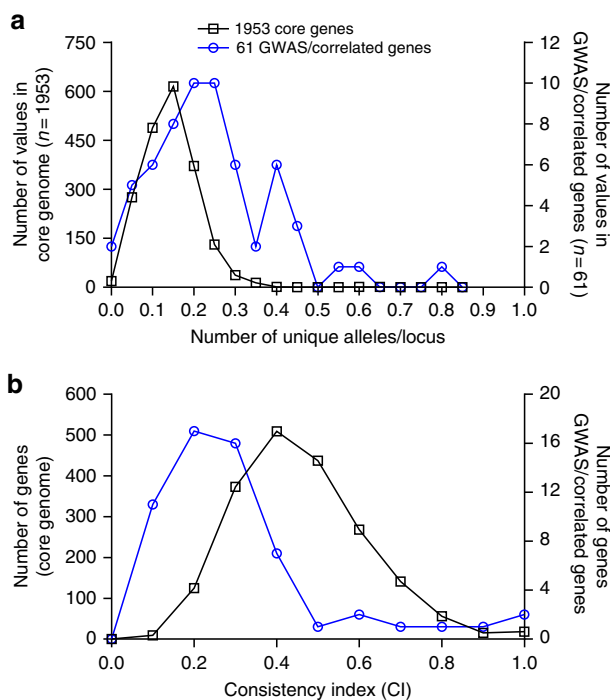 a
1953 core genes
61 GWAS/correlated genes
Number of values in
core genome (n = 1953)
750
600
450
300
150
0
12
10
8
6
4
2
0
Number of values in
GWAS/correlated genes (n = 61)
0.0 0.1 0.2 0.3 0.4 0.5 0.6 0.7 0.8 0.9 1.0
Number of unique alleles/locus
b
Number of genes
(core genome)
600
500
400
300
200
100
0
20
16
12
8
4
0
Number of genes
GWAS/correlated genes
0.0 0.2 0.4 0.6 0.8 1.0
Consistency index (CI)